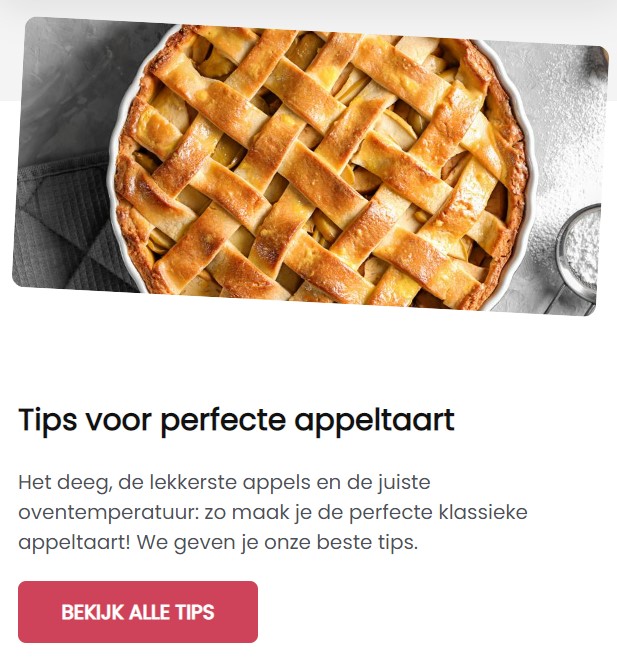 Tips voor perfecte appeltaart
Het deeg, de lekkerste appels en de juiste
oventemperatuur: zo maak je de perfecte klassieke
appeltaart! We geven je onze beste tips.
BEKIJK ALLE TIPS